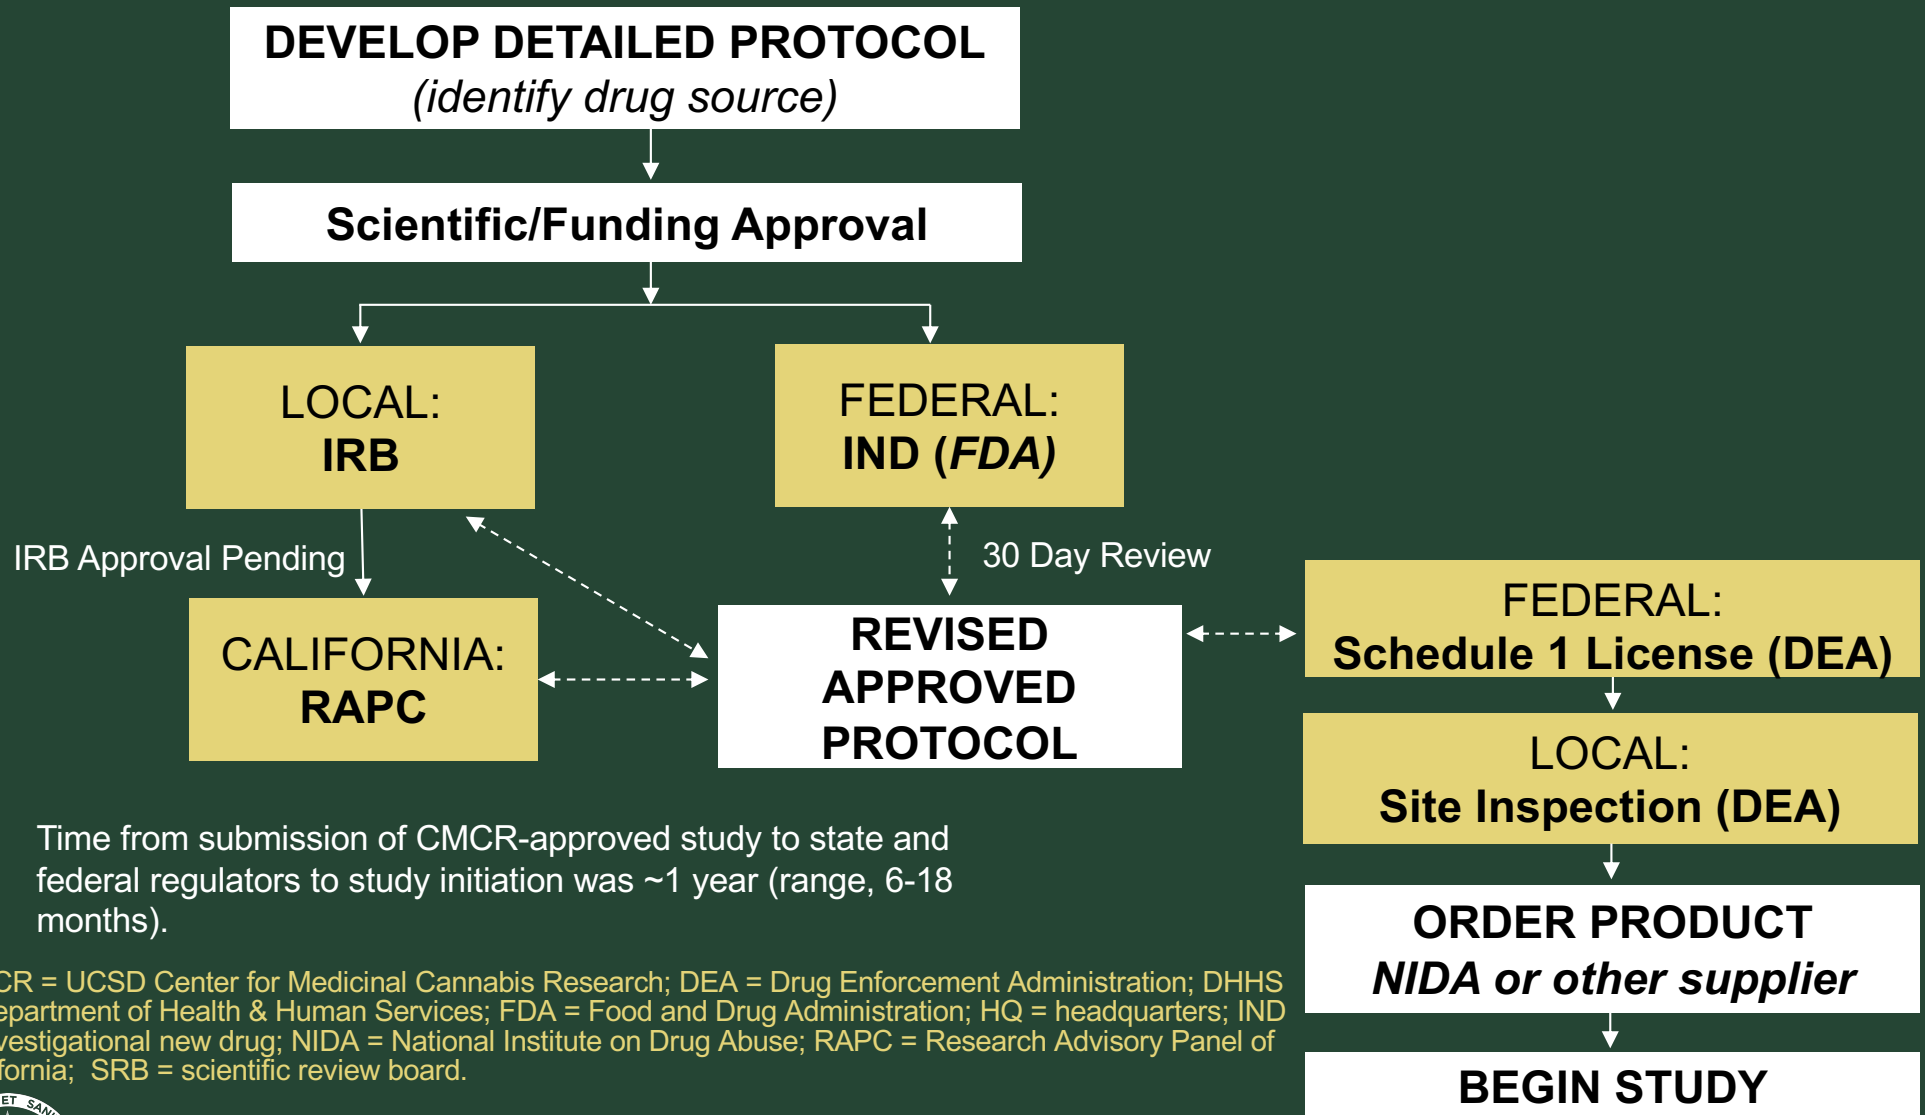 DEVELOP DETAILED PROTOCOL
(identify drug source)
Scientific/Funding Approval
LOCAL:
IRB
FEDERAL:
IND (FDA)
IRB Approval Pending
30 Day Review
CALIFORNIA:
RAPC
REVISED
APPROVED
PROTOCOL
FEDERAL:
Schedule 1 License (DEA)
LOCAL:
Site Inspection (DEA)
ORDER PRODUCT
NIDA or other supplier
BEGIN STUDY
Time from submission of CMCR-approved study to state and
federal regulators to study initiation was ~1 year (range, 6-18
months).
CR = UCSD Center for Medicinal Cannabis Research; DEA = Drug Enforcement Administration; DHHS
epartment of Health & Human Services; FDA = Food and Drug Administration; HQ = headquarters; IND
vestigational new drug; NIDA = National Institute on Drug Abuse; RAPC = Research Advisory Panel of
ifornia; SRB = scientific review board.
ET